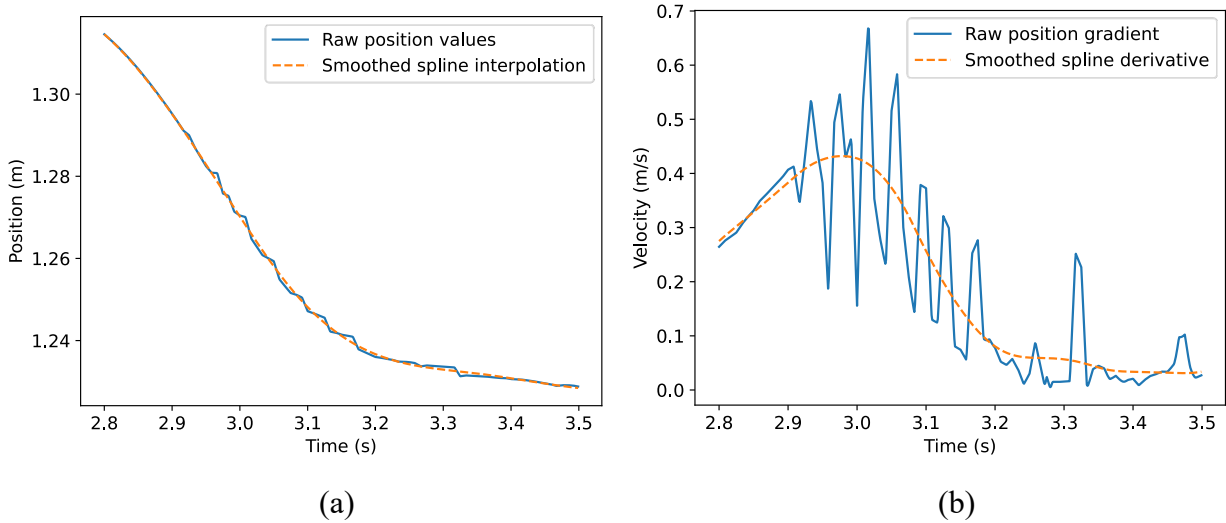 Raw position values
Smoothed spline interpolation
Position (m)
1.30
1.28
1.26
1.24
2.8 2.9 3.0 3.1 3.2 3.3 3.4 3.5
Time (s)
(a)
Raw position gradient
Smoothed spline derivative
Velocity (m/s)
0.7
0.6
0.5
0.4
0.3
0.2
0.1
0.0
2.8 2.9 3.0 3.1 3.2 3.3 3.4 3.5
Time (s)
(b)